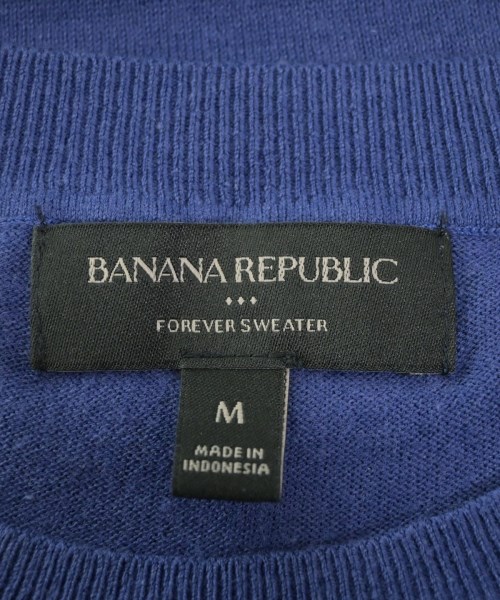 BANANA REPUBLIC
FOREVER SWEATER
M
MADE IN
INDONESIA